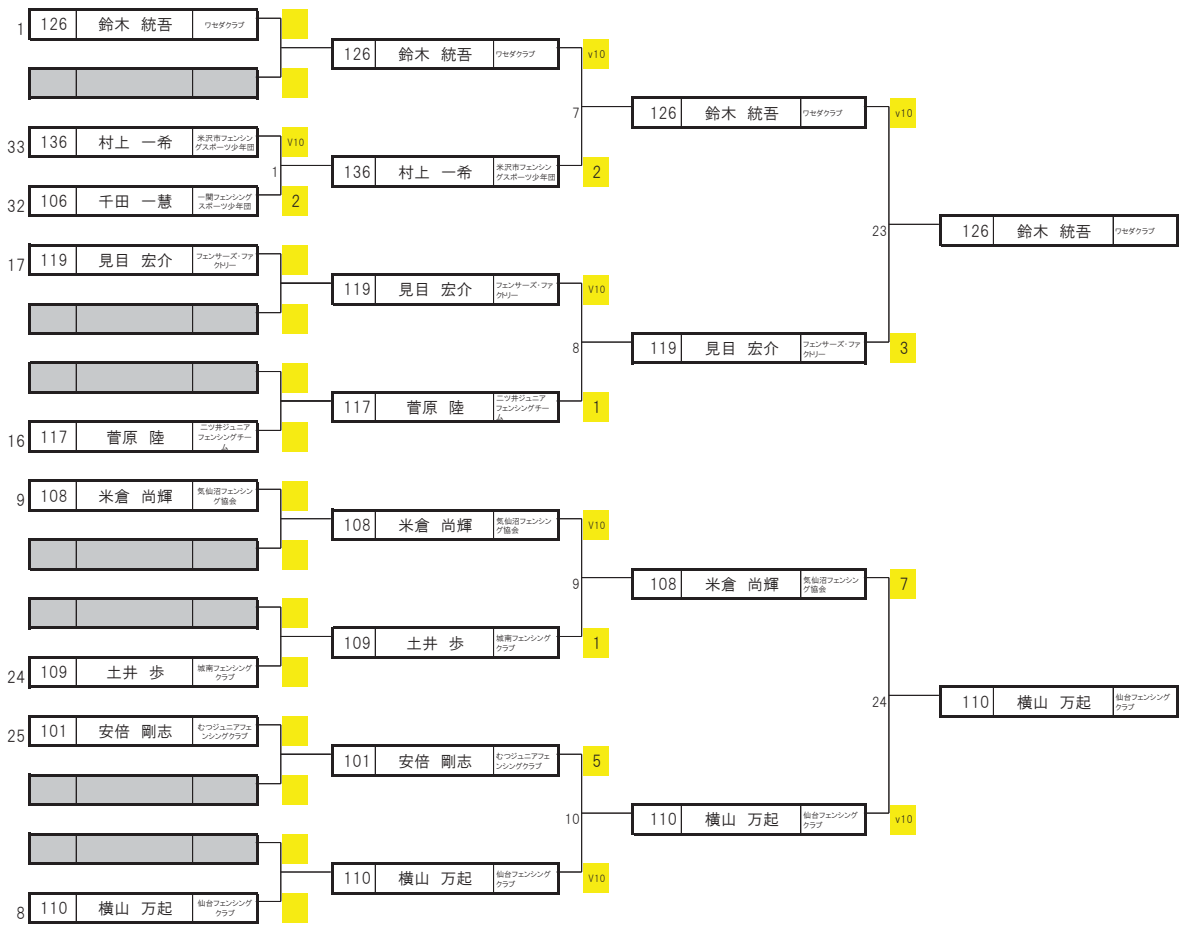 1 126 鈴木 統吾 ワセダクラブ
33 136 村上 一希 米沢市フェンシン
グスポーツ少年団
V10
1
32 106 千田 一慧 一関フェンシング
スポーツ少年団
2
17 119 見目 宏介 フェンサーズ・ファ
クトリー
16 117 菅原 陸 二ツ井ジュニア
フェンシングチー
ム
9 108 米倉 尚輝 気仙沼フェンシン
グ協会
24 109 土井 歩 城南フェンシング
クラブ
25 101 安倍 剛志 むつジュニアフェ
ンシングクラブ
8 110 横山 万起 仙台フェンシング
クラブ
126 鈴木 統吾 ワセダクラブ
v10
7
136 村上 一希 米沢市フェンシン
グスポーツ少年団
2
119 見目 宏介 フェンサーズ・ファ
クトリー
V10
8
117 菅原 陸 二ツ井ジュニア
フェンシングチー
ム
1
108 米倉 尚輝 気仙沼フェンシン
グ協会
V10
9
109 土井 歩 城南フェンシング
クラブ
1
101 安倍 剛志 むつジュニアフェ
ンシングクラブ
5
10
110 横山 万起 仙台フェンシング
クラブ
V10
126 鈴木 統吾 ワセダクラブ
v10
23
119 見目 宏介 フェンサーズ・ファ
クトリー
3
108 米倉 尚輝 気仙沼フェンシン
グ協会
7
24
110 横山 万起 仙台フェンシング
クラブ
v10
126 鈴木 統吾 ワセダクラブ
110 横山 万起 仙台フェンシング
クラブ